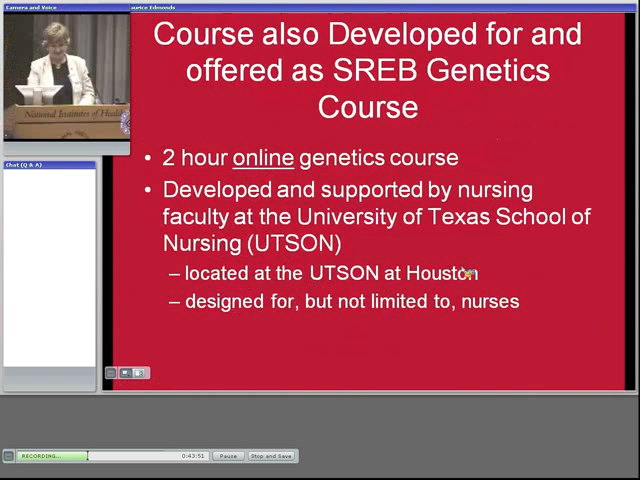 Camera and Voice
aurice Edmonds
Course also Developed for and
offered as SREB Genetics
Course
National Institutes of Health
Chat (Q & A)
• 2 hour online genetics course
• Developed and supported by nursing
faculty at the University of Texas School of
Nursing (UTSON)
– located at the UTSON at Houston
– designed for, but not limited to, nurses
RECORDING...
0:43:51
Pause
Stop and Save